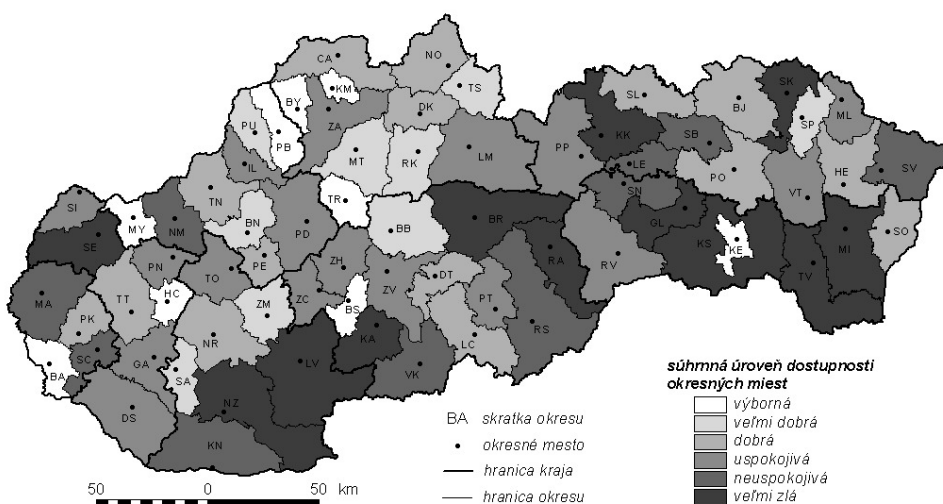 CA
NO
BY
KM
TS
DK
PU
PB
ZA
IL
MT
RK
LM
SL
BJ
SK
SP
ML
PP
KK
SB
LE
PO
HE
SV
SN
VT
TN
BN
PD
TR
BB
BR
GL
KS
KE
MI
SO
SI
MY
NM
SE
RA
RV
TV
PN
TO
PE
ZH
DT
MA
TT
HC
ZM
ZC
BS
ZV
PT
RS
PK
NR
KA
LC
SC
BA
GA
SA
LV
VK
DS
NZ
KN
BA skratka okresu
okresné mesto
hranica kraja
hranica okresu
50 0 50 km
súhrnná úroveň dostupnosti
okresných miest
výborná
veľmi dobrá
dobrá
uspokojivá
neuspokojivá
veľmi zlá